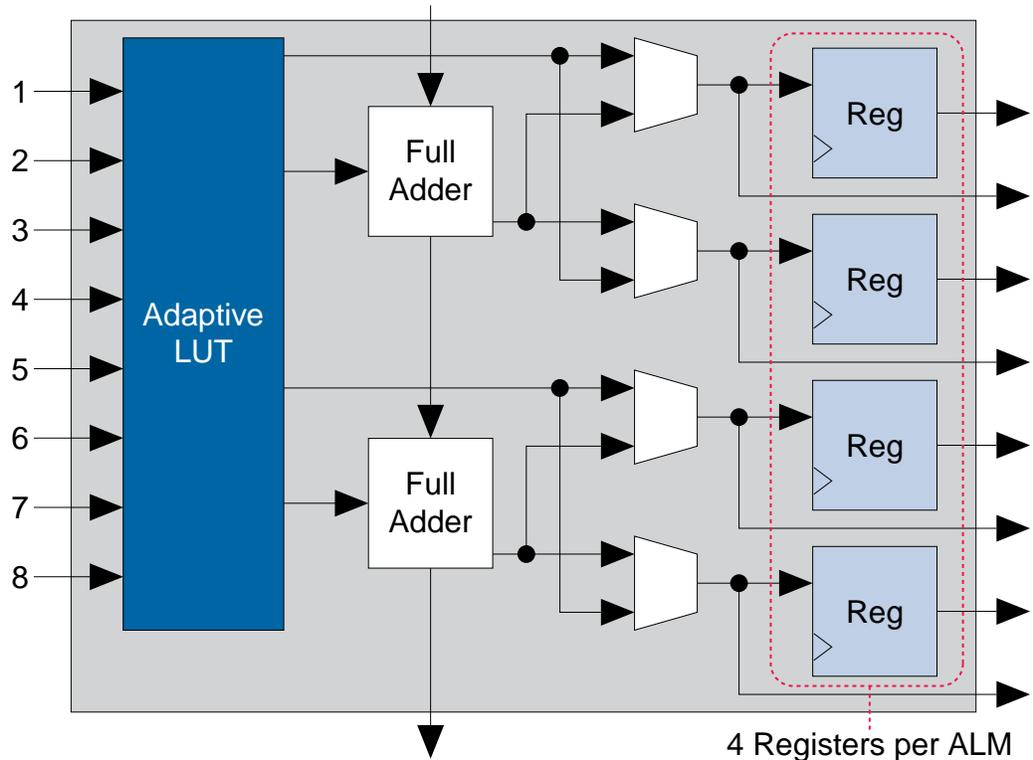 1
2
3
4
5
6
7
8
Adaptive
LUT
Full
Adder
Full
Adder
Reg
Reg
Reg
Reg
4 Registers per ALM